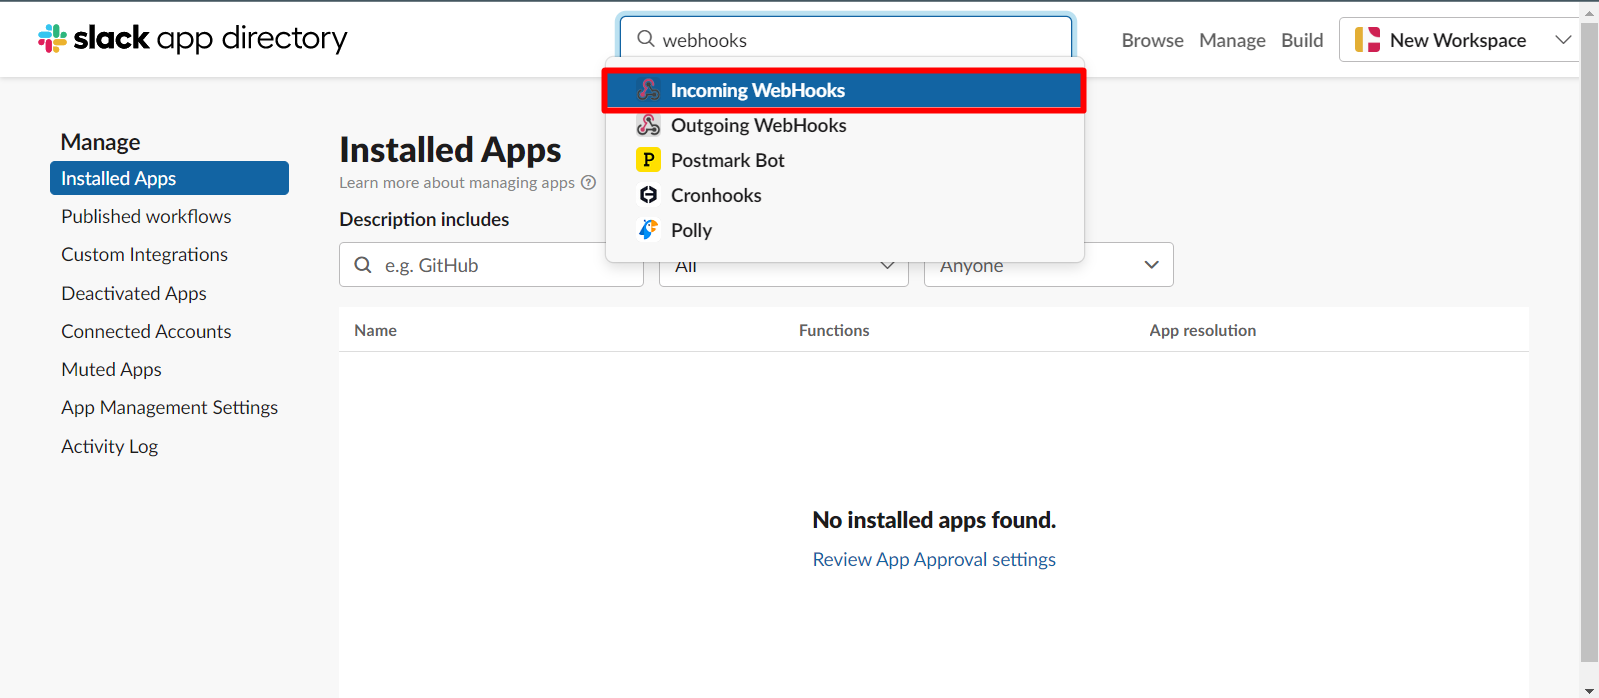 slack app directory
webhooks
Browse Manage Build New Workspace
Incoming WebHooks
Outgoing WebHooks
P Postmark Bot
Cronhooks
Polly
Manage
Installed Apps
Published workflows
Custom Integrations
Deactivated Apps
Connected Accounts
Muted Apps
App Management Settings
Activity Log
Installed Apps
Learn more about managing apps ?
Description includes
e.g. GitHub
All
Anyone
Name Functions App resolution
No installed apps found.
Review App Approval settings